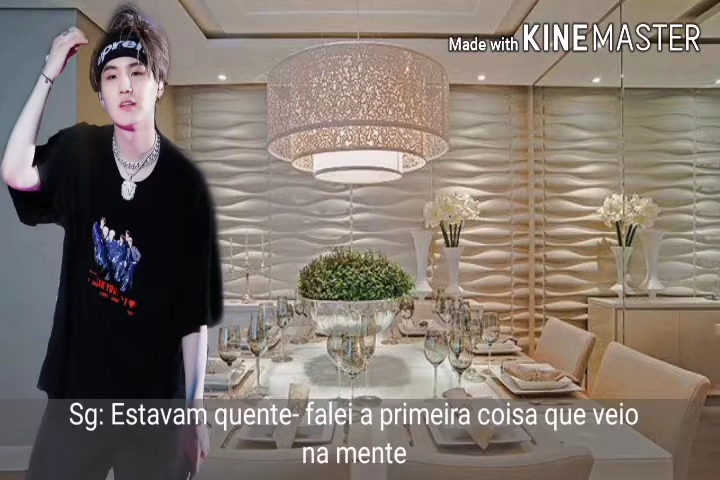 Made with KINEMASTER
Sg: Estavam quente- falei a primeira coisa que veio
na mente